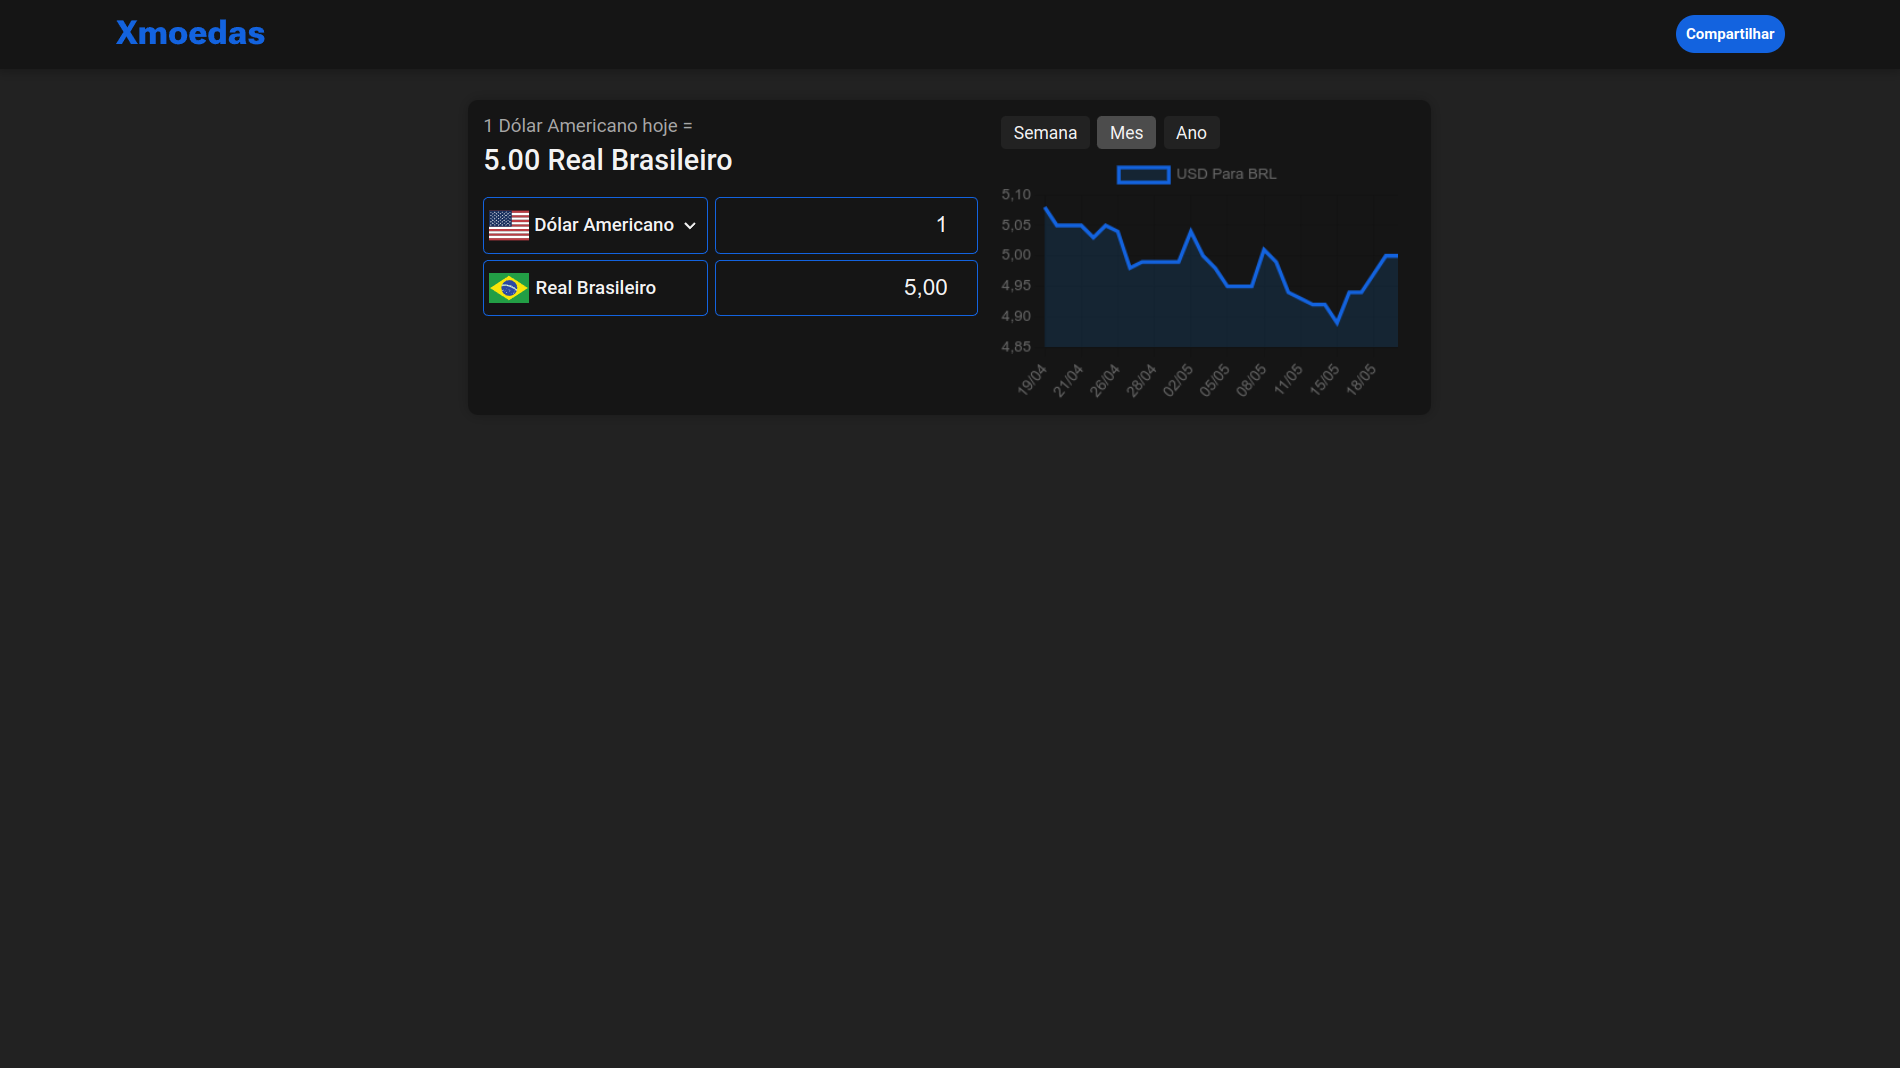 Xmoedas
Compartilhar
1 Dólar Americano hoje =
5.00 Real Brasileiro
Dólar Americano
1
Real Brasileiro
5,00
Semana
Mes
Ano
USD Para BRL
5,10
5,05
5,00
4,95
4,90
4,85
19/04
21/04
26/04
28/04
02/05
05/05
08/05
11/05
15/05
18/05